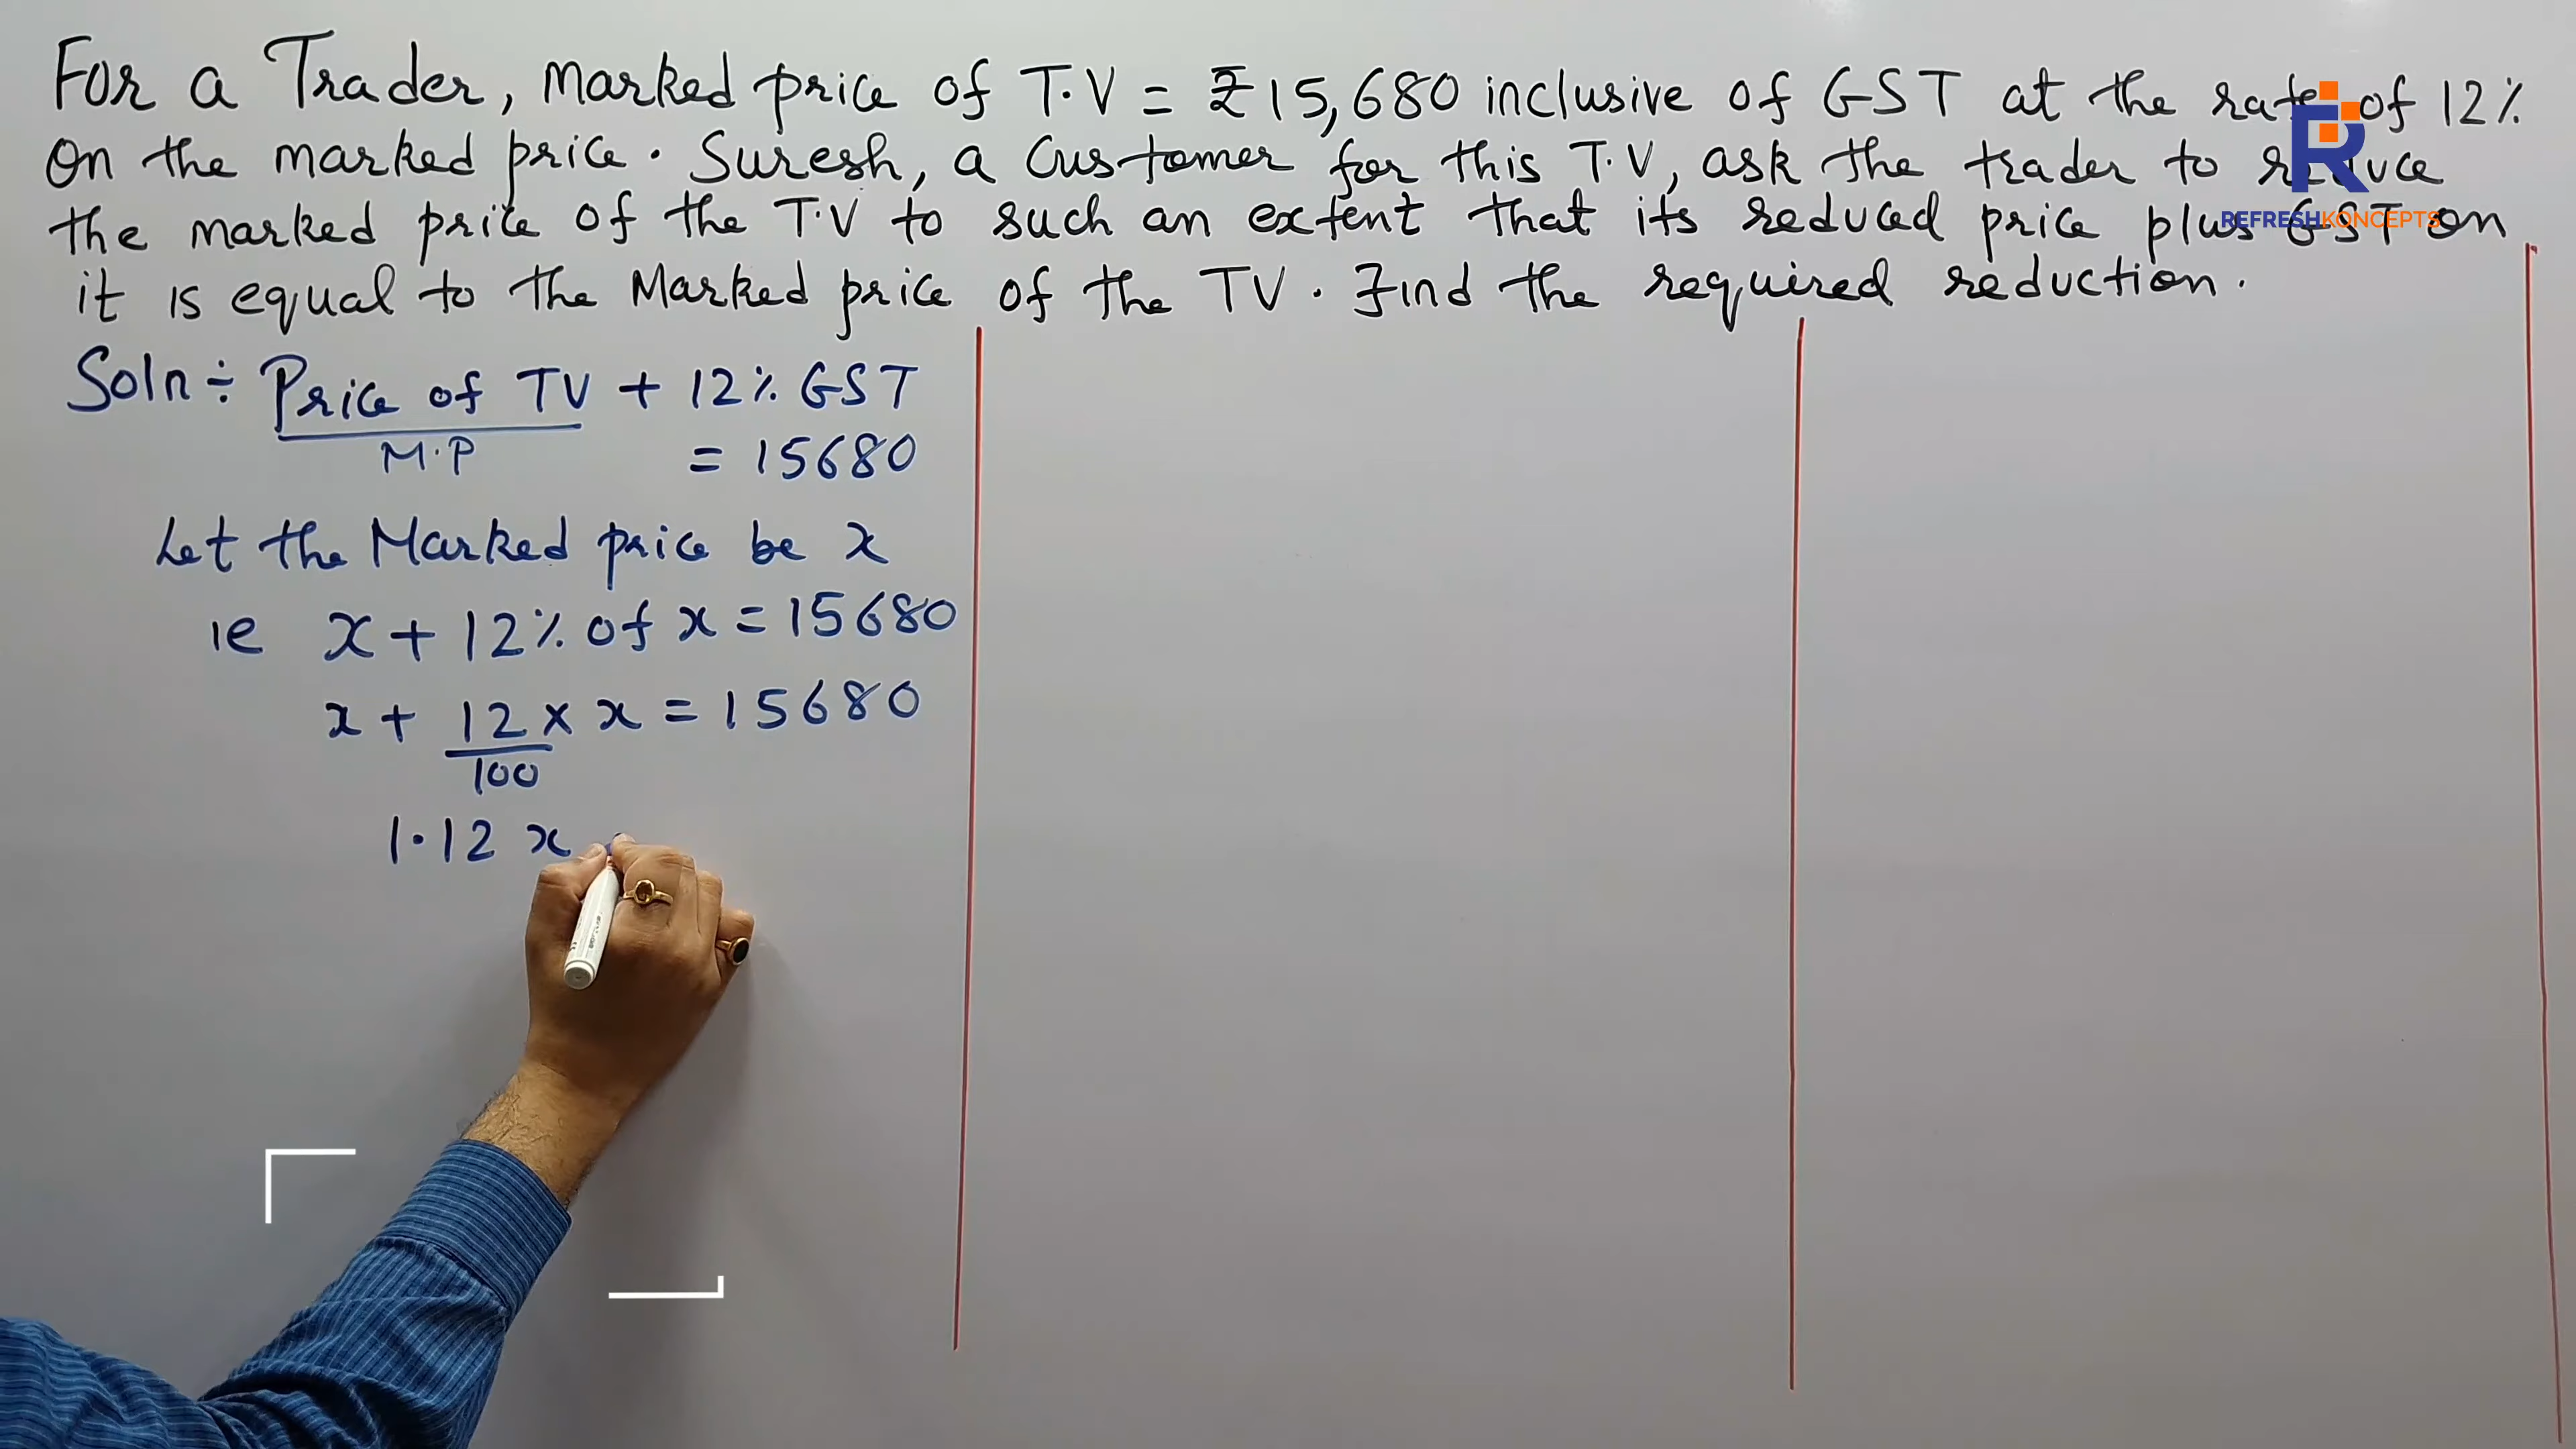 For a Trader, Marked price of T.V = ₹15,680 inclusive of GST at the rate of 12%
on the marked price. Suresh, a Customer for this T.V, ask the trader to reduce
the marked price of the T.V to such an extent that its reduced price plus GST on
it is equal to the Marked price of the TV. Find the required reduction.
REFRESHKONCEPTS
Soln ÷ Price of TV + 12% GST
M.P = 15680
Let the Marked price be x
ie x + 12% of x = 15680
x + 12/100 × x = 15680
1.12 x